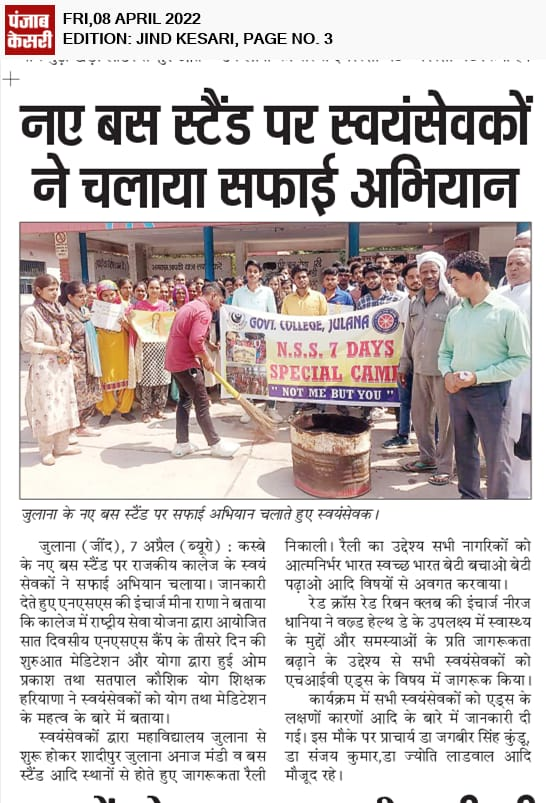 पंजाब
केसरी
FRI,08 APRIL 2022
EDITION: JIND KESARI, PAGE NO. 3
नए बस स्टैंड पर स्वयंसेवकों
ने चलाया सफाई अभियान
GOVT. COLLEGE, JULANA
N.S.S. 7 DAYS
SPECIAL CAMP
" NOT ME BUT YOU "
जुलाना के नए बस स्टैंड पर सफाई अभियान चलाते हुए स्वयंसेवक।
जुलाना (जींद), 7 अप्रैल (ब्यूरो) : कस्बे
के नए बस स्टैंड पर राजकीय कालेज के स्वयं
सेवकों ने सफाई अभियान चलाया। जानकारी
देते हुए एनएसएस की इंचार्ज मीना राणा ने बताया
कि कालेज में राष्ट्रीय सेवा योजना द्वारा आयोजित
सात दिवसीय एनएसएस कैंप के तीसरे दिन की
शुरुआत मेडिटेशन और योगा द्वारा हुई ओम
प्रकाश तथा सतपाल कौशिक योग शिक्षक
हरियाणा ने स्वयंसेवकों को योग तथा मेडिटेशन
के महत्व के बारे में बताया।
स्वयंसेवकों द्वारा महाविद्यालय जुलाना से
शुरू होकर शादीपुर जुलाना अनाज मंडी व बस
स्टैंड आदि स्थानों से होते हुए जागरूकता रैली
निकाली। रैली का उद्देश्य सभी नागरिकों को
आत्मनिर्भर भारत स्वच्छ भारत बेटी बचाओ बेटी
पढ़ाओ आदि विषयों से अवगत करवाया।
रेड क्रॉस रेड रिबन क्लब की इंचार्ज नीरज
धानिया ने वल्र्ड हेल्थ डे के उपलक्ष्य में स्वास्थ्य
के मुद्दों और समस्याओं के प्रति जागरूकता
बढ़ाने के उद्देश्य से सभी स्वयंसेवकों को
एचआईवी एड्स के विषय में जागरूक किया।
कार्यक्रम में सभी स्वयंसेवकों को एड्स के
लक्षणों कारणों आदि के बारे में जानकारी दी
गई। इस मौके पर प्राचार्य डा जगबीर सिंह कुंडू,
डा संजय कुमार,डा ज्योति लाडवाल आदि
मौजूद रहे।